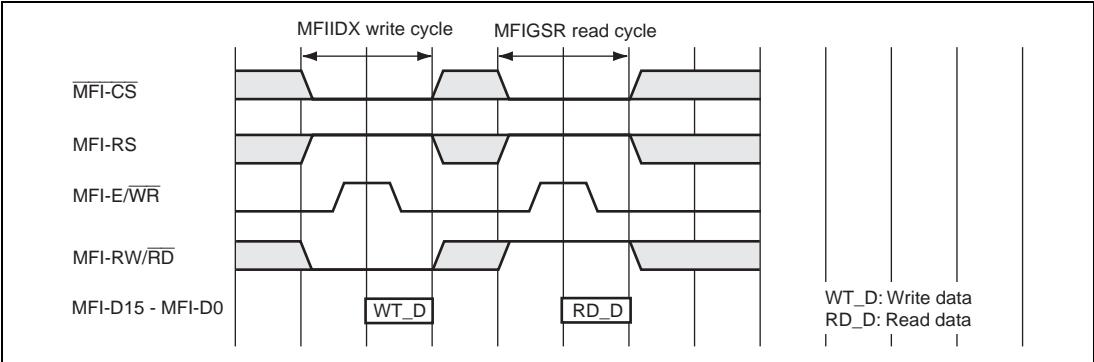 MFIIDX write cycle MFIGSR read cycle
MFI-CS
MFI-RS
MFI-E/WR
MFI-RW/RD
MFI-D15 - MFI-D0 WT_D RD_D
WT_D: Write data
RD_D: Read data